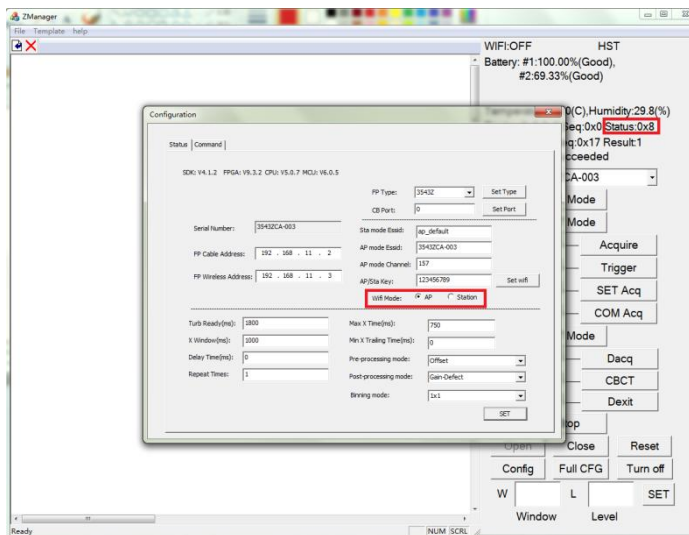 ZManager
File Template help
WIFI:OFF HST
Battery: #1:100.00%(Good),
#2:69.33%(Good)
0(C),Humidity:29.8(%)
Seq:0x0 Status:0x8
eq:0x17 Result:1
cceeded
CA-003
Mode
Mode
Acquire
Trigger
SET Acq
COM Acq
Mode
Dacq
CBCT
Dexit
op
Open Close Reset
Config Full CFG Turn off
W L SET
Window Level
Configuration
Status Command
SDK: V4.1.2 FPGA: V9.3.2 CPU: V5.0.7 MCU: V6.0.5
FP Type: 3543Z Set Type
CB Port: 0 Set Port
Serial Number: 3543ZCA-003
Sta mode Essid: ap_default
FP Cable Address: 192 . 168 . 11 . 2
AP mode Essid: 3543ZCA-003
AP mode Channel: 157
FP Wireless Address: 192 . 168 . 11 . 3
AP/Sta Key: 123456789 Set wifi
Wifi Mode: AP Station
Turb Ready(ms): 1800
Max X Time(ms): 750
X Window(ms): 1000
Min X Trailing Time(ms): 0
Delay Time(ms): 0
Pre-processing mode: Offset
Repeat Times: 1
Post-processing mode: Gain-Defect
Binning mode: 1x1
SET
Ready NUM SCRL